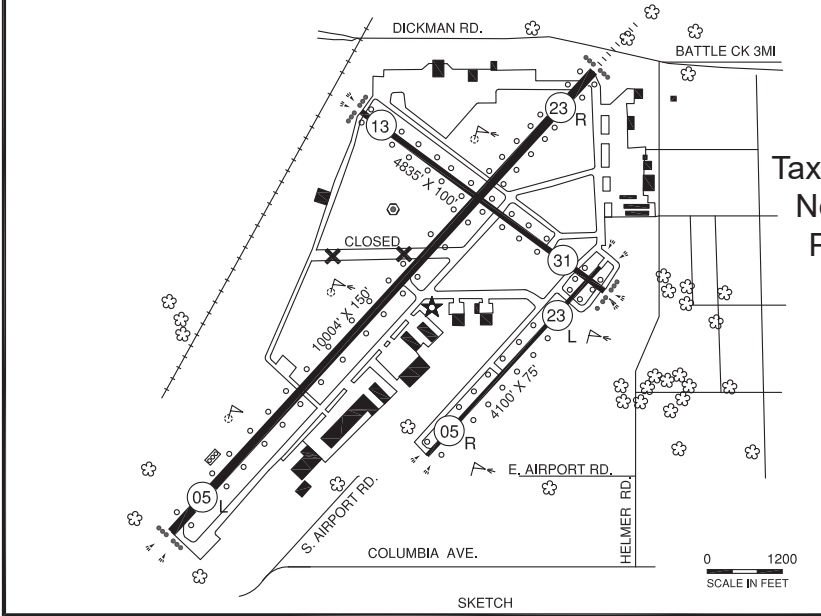 DICKMAN RD.
BATTLE CK 3MI
23
R
13
4835' X 100'
CLOSED
31
10004' X 150'
23
L
4100' X 75'
05
R
E. AIRPORT RD.
05
L
S. AIRPORT RD.
HELMER RD.
COLUMBIA AVE.
0 1200
SCALE IN FEET
SKETCH
Tax